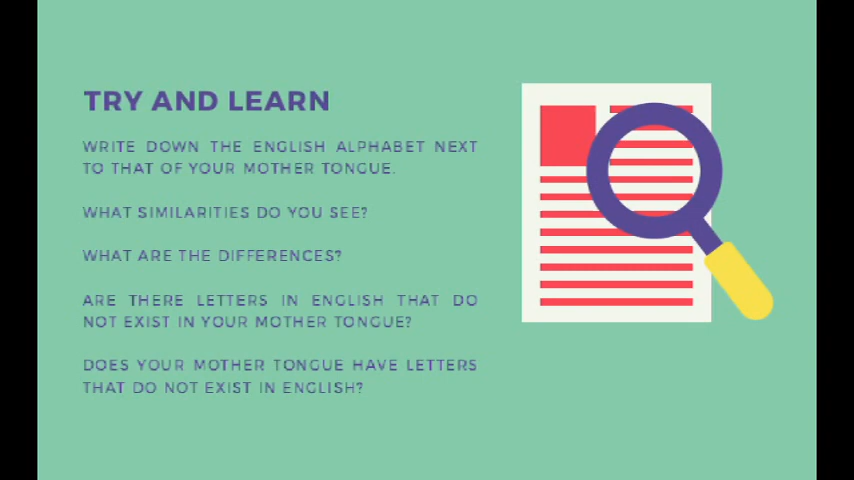 TRY AND LEARN
WRITE DOWN THE ENGLISH ALPHABET NEXT
TO THAT OF YOUR MOTHER TONGUE.
WHAT SIMILARITIES DO YOU SEE?
WHAT ARE THE DIFFERENCES?
ARE THERE LETTERS IN ENGLISH THAT DO
NOT EXIST IN YOUR MOTHER TONGUE?
DOES YOUR MOTHER TONGUE HAVE LETTERS
THAT DO NOT EXIST IN ENGLISH?